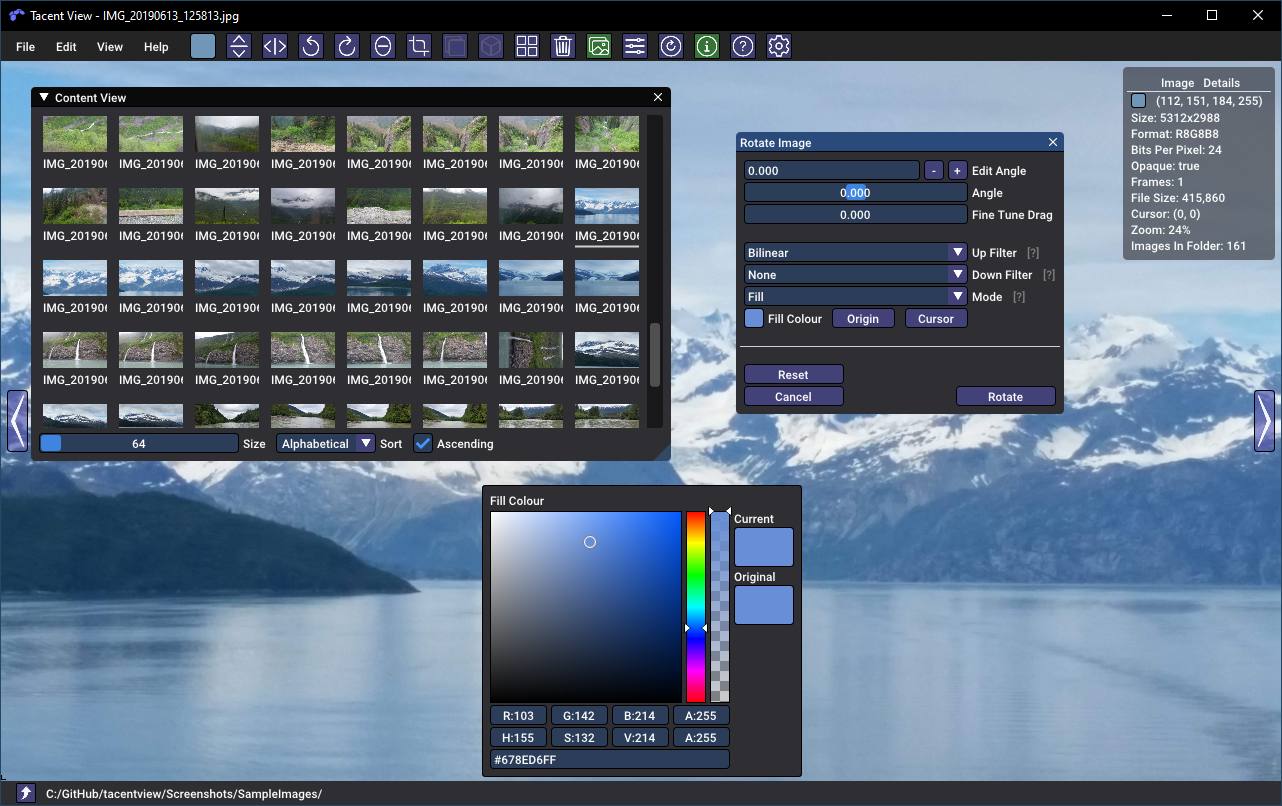 Tacent View - IMG_20190613_125813.jpg
File Edit View Help
Content View
IMG_20190 IMG_20190 IMG_20190 IMG_20190 IMG_20190 IMG_20190 IMG_20190 IMG_20190
IMG_20190 IMG_20190 IMG_20190 IMG_20190 IMG_20190 IMG_20190 IMG_20190 IMG_20190
IMG_20190 IMG_20190 IMG_20190 IMG_20190 IMG_20190 IMG_20190 IMG_20190 IMG_20190
IMG_20190 IMG_20190 IMG_20190 IMG_20190 IMG_20190 IMG_20190 IMG_20190 IMG_20190
64 Size Alphabetical Sort Ascending
Rotate Image
0.000 - + Edit Angle
0.000 Angle
0.000 Fine Tune Drag
Bilinear Up Filter [?]
None Down Filter [?]
Fill Mode [?]
Fill Colour Origin Cursor
Reset
Cancel Rotate
Image Details
(112, 151, 184, 255)
Size: 5312x2988
Format: R8G8B8
Bits Per Pixel: 24
Opaque: true
Frames: 1
File Size: 415,860
Cursor: (0, 0)
Zoom: 24%
Images In Folder: 161
Fill Colour
Current
Original
R:103 G:142 B:214 A:255
H:155 S:132 V:214 A:255
#678ED6FF
C:/GitHub/tacentview/Screenshots/SampleImages/